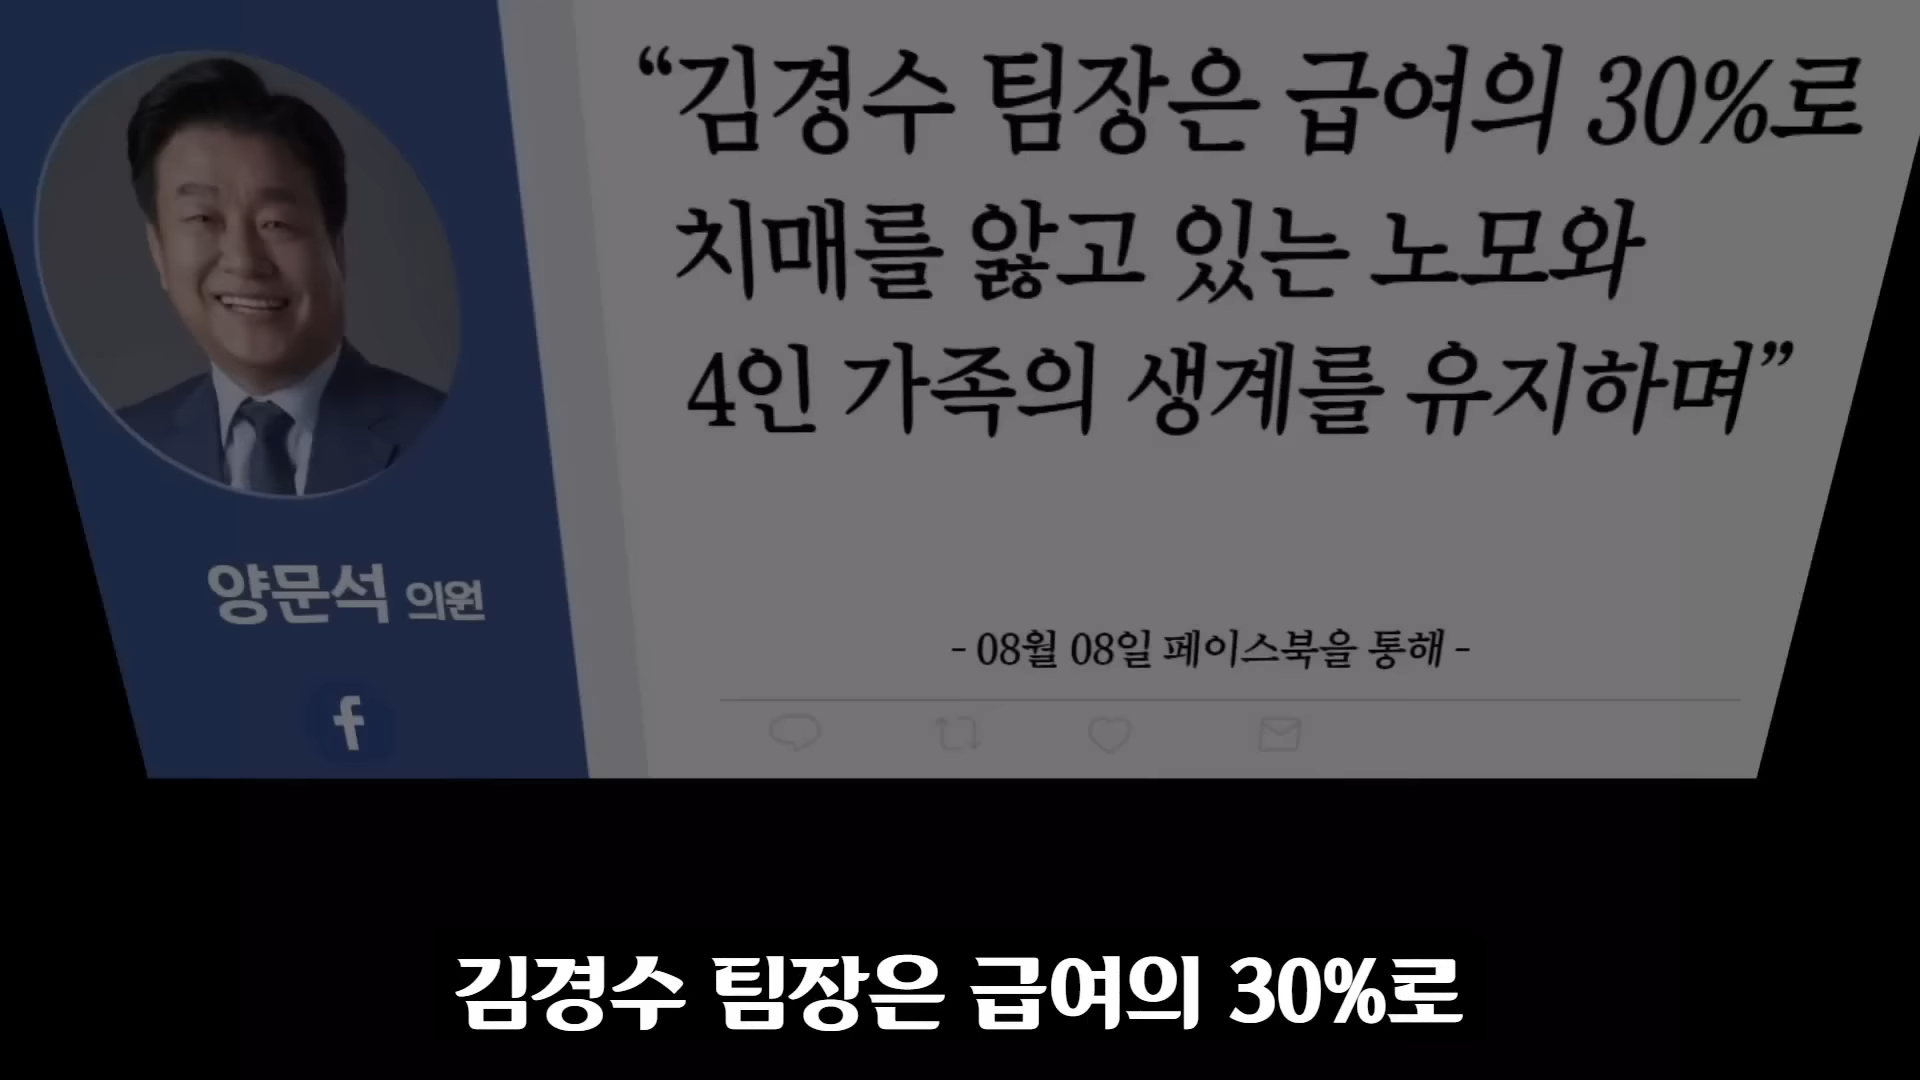 “김경수 팀장은 급여의 30%로
치매를 앓고 있는 노모와
4인 가족의 생계를 유지하며”
양문석 의원
- 08월 08일 페이스북을 통해 -
김경수 팀장은 급여의 30%로